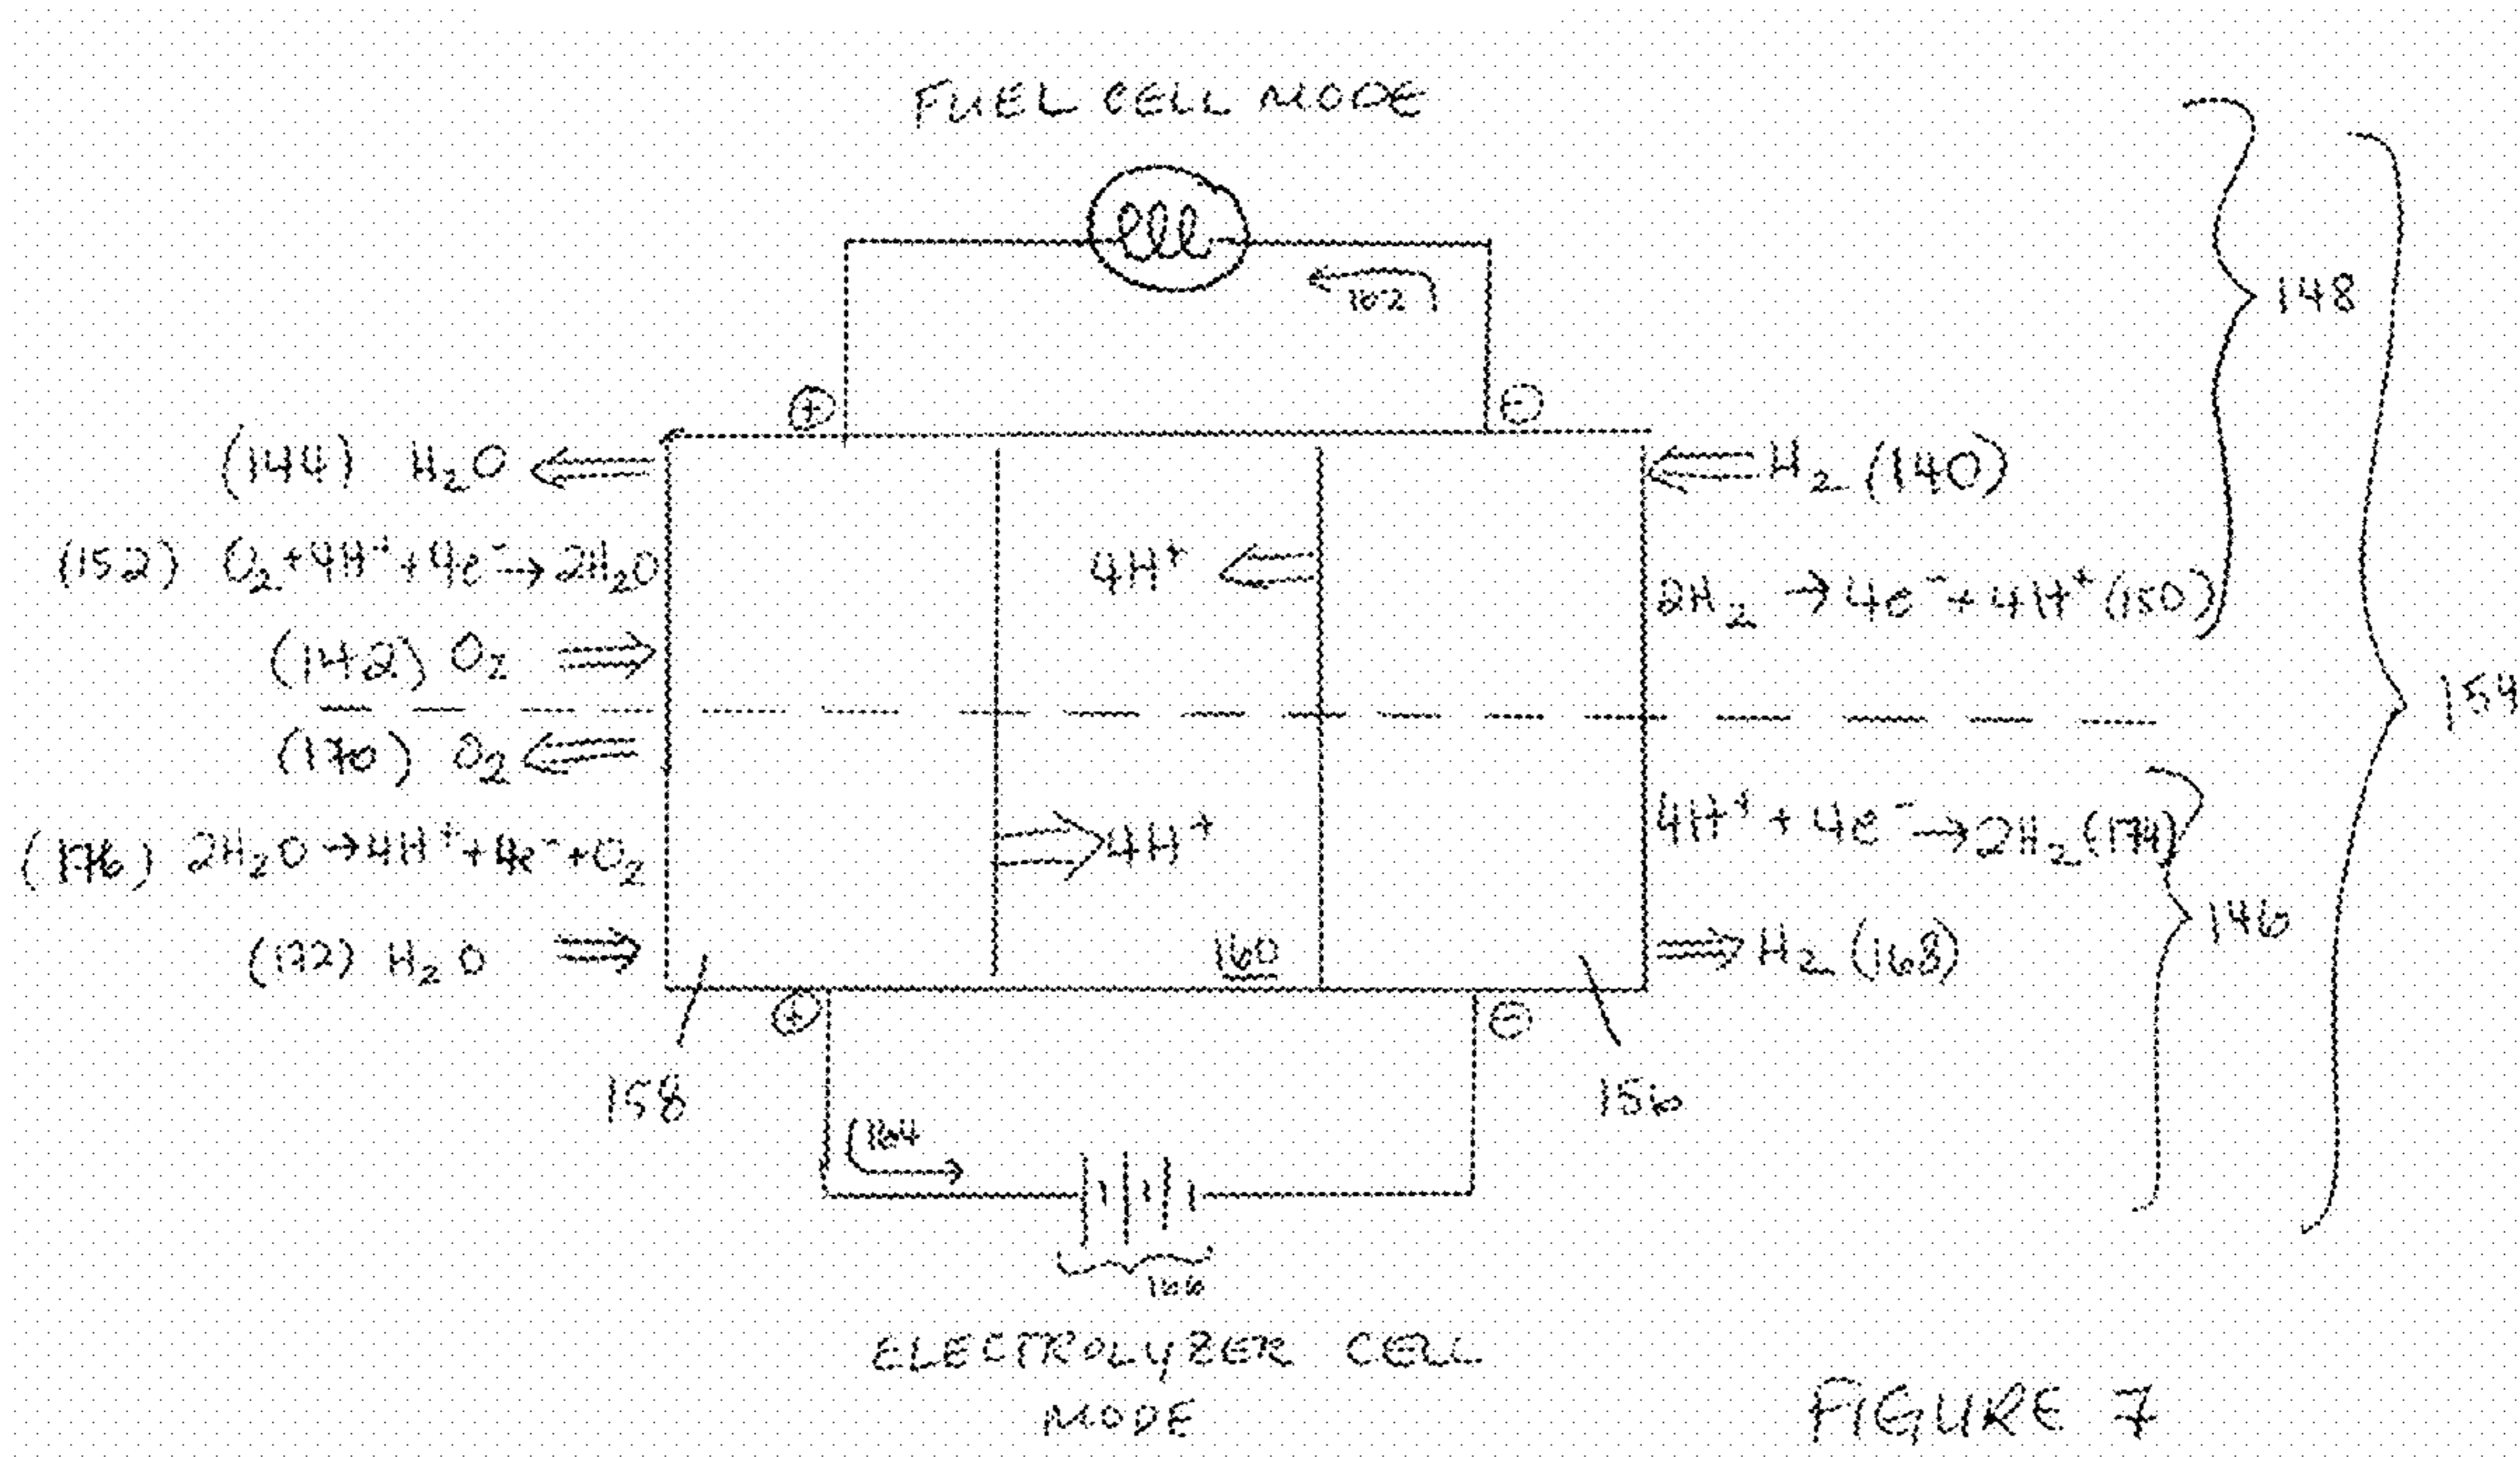 FUEL CELL MODE
162
148
⊕ ⊖
(144) H₂O ⇐ ⇐ H₂ (140)
(152) O₂+4H⁺+4e⁻→2H₂O 4H⁺ ⇐ 2H₂ → 4e⁻ + 4H⁺ (150)
(142) O₂ ⇒
154
(170) O₂ ⇐
(176) 2H₂O→4H⁺+4e⁻+O₂ ⇒ 4H⁺ 4H⁺ + 4e⁻ → 2H₂ (174)
146
(172) H₂O ⇒ 160 ⇒ H₂ (168)
⊕ ⊖
158 156
164
166
ELECTROLYZER CELL
MODE
FIGURE 7